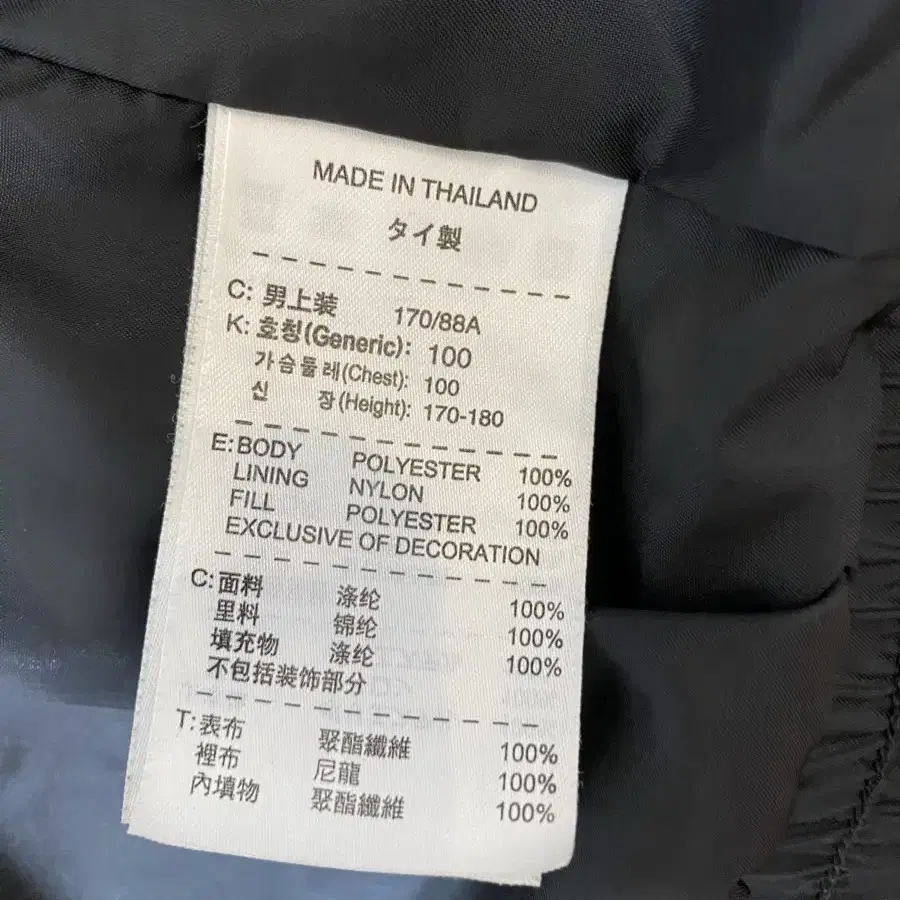 MADE IN THAILAND
タイ製
C: 男上装 170/88A
K: 호칭(Generic): 100
가슴둘레(Chest): 100
신 장(Height): 170-180
E:BODY POLYESTER 100%
LINING NYLON 100%
FILL POLYESTER 100%
EXCLUSIVE OF DECORATION
C:面料 涤纶 100%
里料 锦纶 100%
填充物 涤纶 100%
不包括装饰部分
T:表布 聚酯纖維 100%
裡布 尼龍 100%
內填物 聚酯纖維 100%